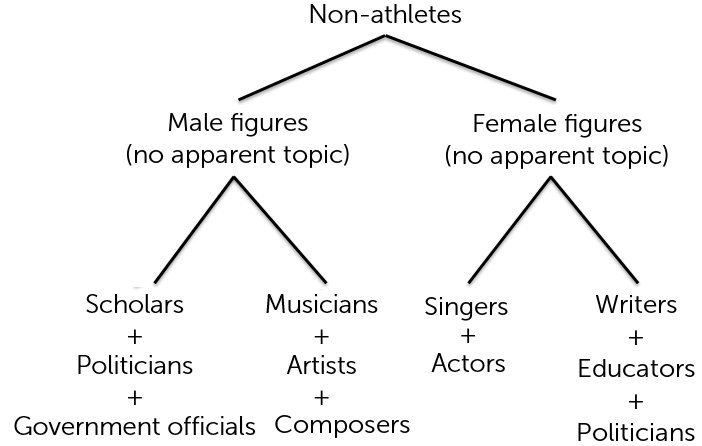 Non-athletes
Male figures
(no apparent topic)
Female figures
(no apparent topic)
Scholars
+
Politicians
+
Government officials
Musicians
+
Artists
+
Composers
Singers
+
Actors
Writers
+
Educators
+
Politicians